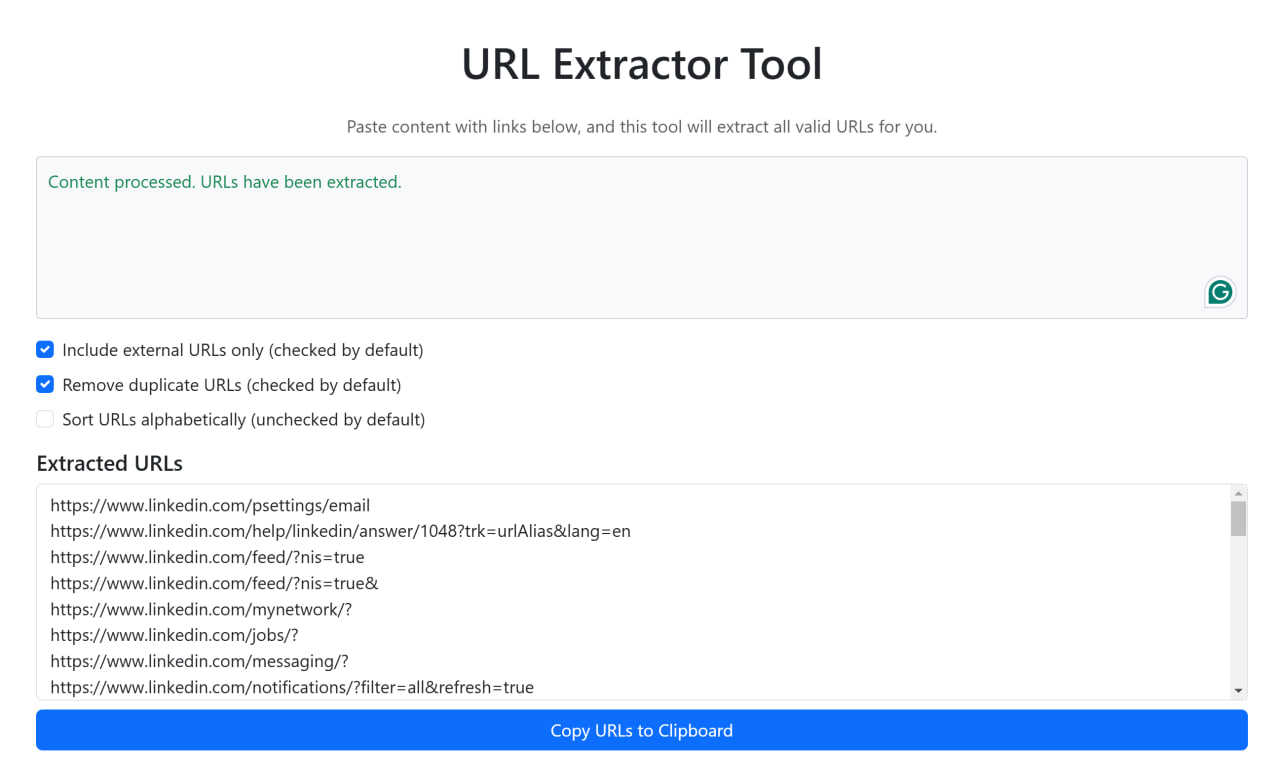 URL Extractor Tool
Paste content with links below, and this tool will extract all valid URLs for you.
Content processed. URLs have been extracted.
Include external URLs only (checked by default)
Remove duplicate URLs (checked by default)
Sort URLs alphabetically (unchecked by default)
Extracted URLs
https://www.linkedin.com/psettings/email
https://www.linkedin.com/help/linkedin/answer/1048?trk=urlAlias&lang=en
https://www.linkedin.com/feed/?nis=true
https://www.linkedin.com/feed/?nis=true&
https://www.linkedin.com/mynetwork/?
https://www.linkedin.com/jobs/?
https://www.linkedin.com/messaging/?
https://www.linkedin.com/notifications/?filter=all&refresh=true
Copy URLs to Clipboard